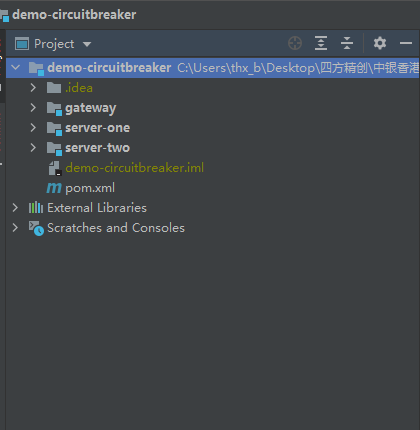 demo-circuitbreaker
Project
demo-circuitbreaker C:\Users\thx_b\Desktop\四方精创\中银香港
.idea
gateway
server-one
server-two
demo-circuitbreaker.iml
pom.xml
External Libraries
Scratches and Consoles